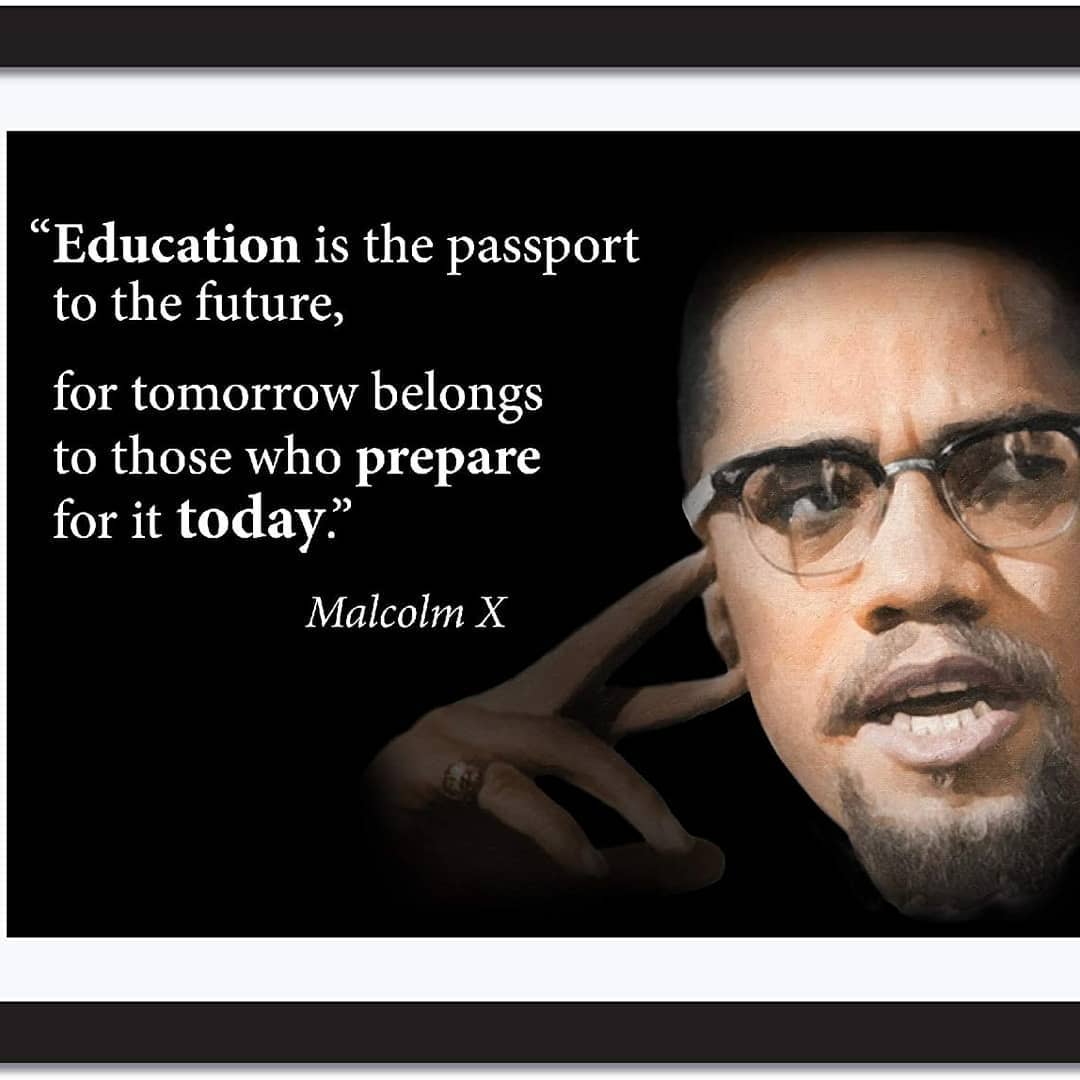 “Education is the passport
to the future,
for tomorrow belongs
to those who prepare
for it today.”
Malcolm X